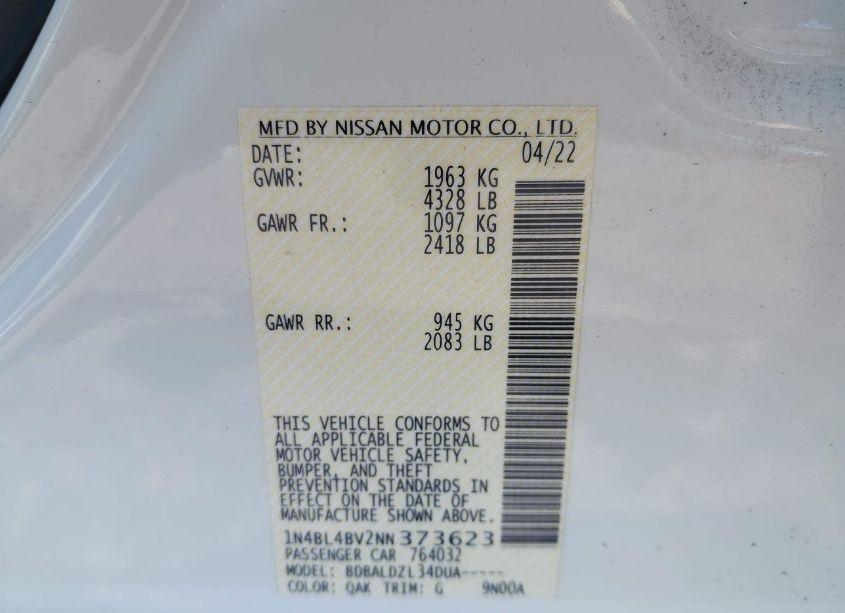 MFD BY NISSAN MOTOR CO., LTD.
DATE: 04/22
GVWR: 1963 KG
4328 LB
GAWR FR.: 1097 KG
2418 LB
GAWR RR.: 945 KG
2083 LB
THIS VEHICLE CONFORMS TO
ALL APPLICABLE FEDERAL
MOTOR VEHICLE SAFETY,
BUMPER, AND THEFT
PREVENTION STANDARDS IN
EFFECT ON THE DATE OF
MANUFACTURE SHOWN ABOVE.
1N4BL4BV2NN373623
PASSENGER CAR 764032
MODEL: BDBALDZL34DUA-----
COLOR: QAK TRIM: G 9N00A